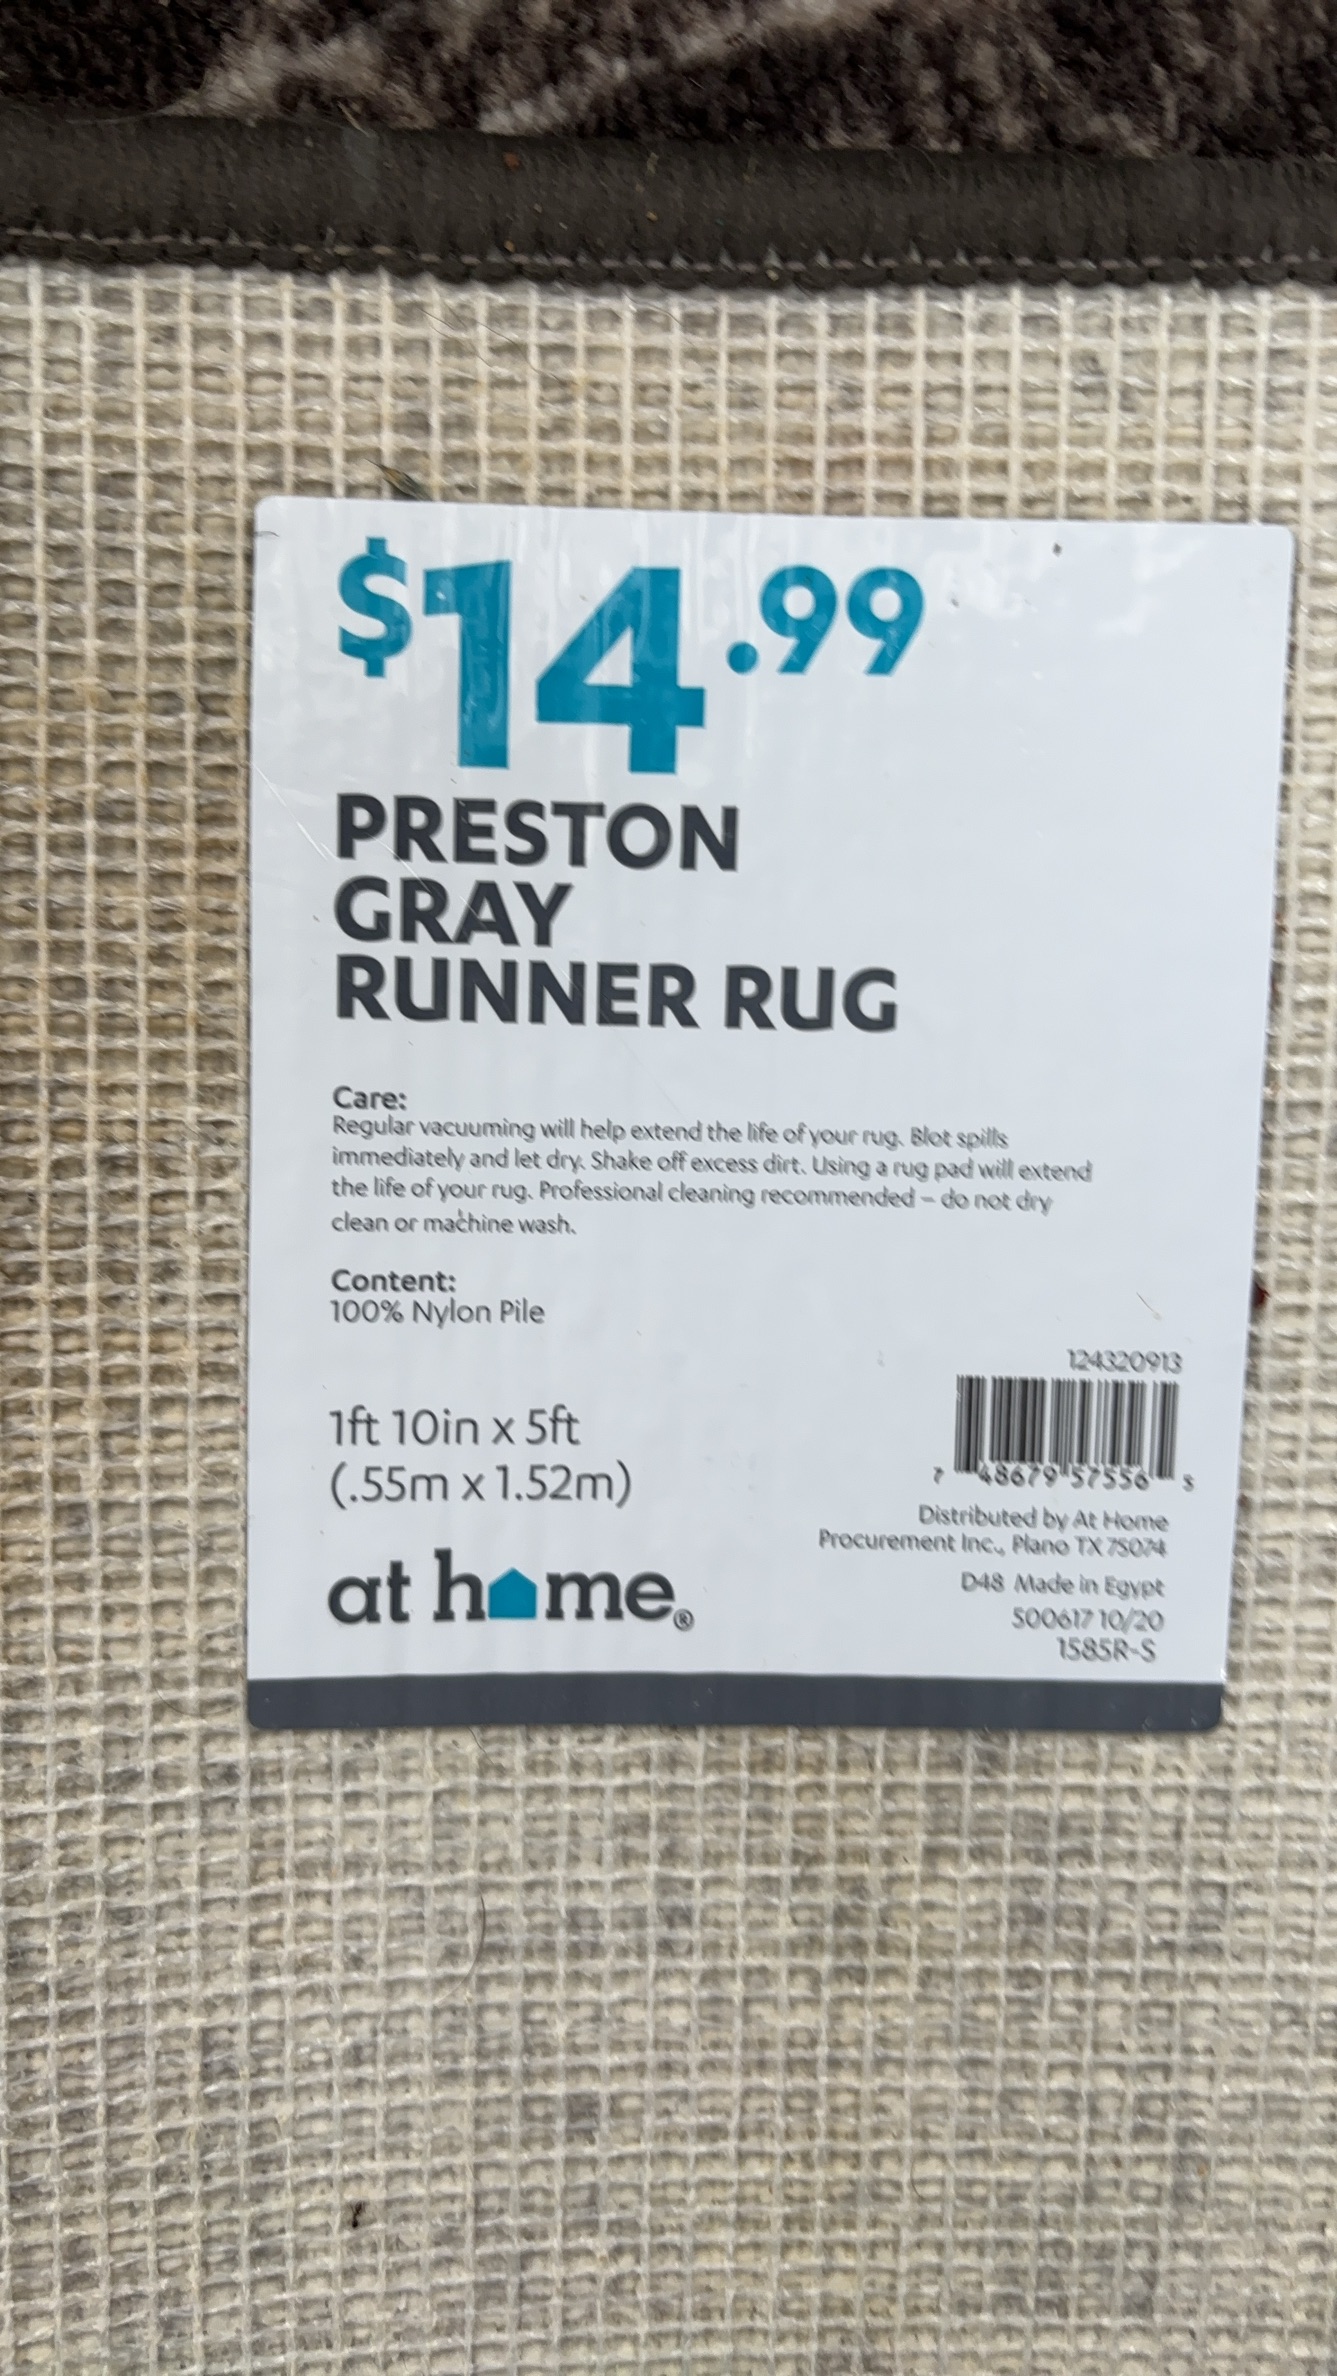 $14.99
PRESTON
GRAY
RUNNER RUG
Care:
Regular vacuuming will help extend the life of your rug. Blot spills
immediately and let dry. Shake off excess dirt. Using a rug pad will extend
the life of your rug. Professional cleaning recommended – do not dry
clean or machine wash.
Content:
100% Nylon Pile
1ft 10in x 5ft
(.55m x 1.52m)
at home®
124320913
7 48679 57556 5
Distributed by At Home
Procurement Inc., Plano TX 75074
D48 Made in Egypt
S00617 10/20
1585R-S